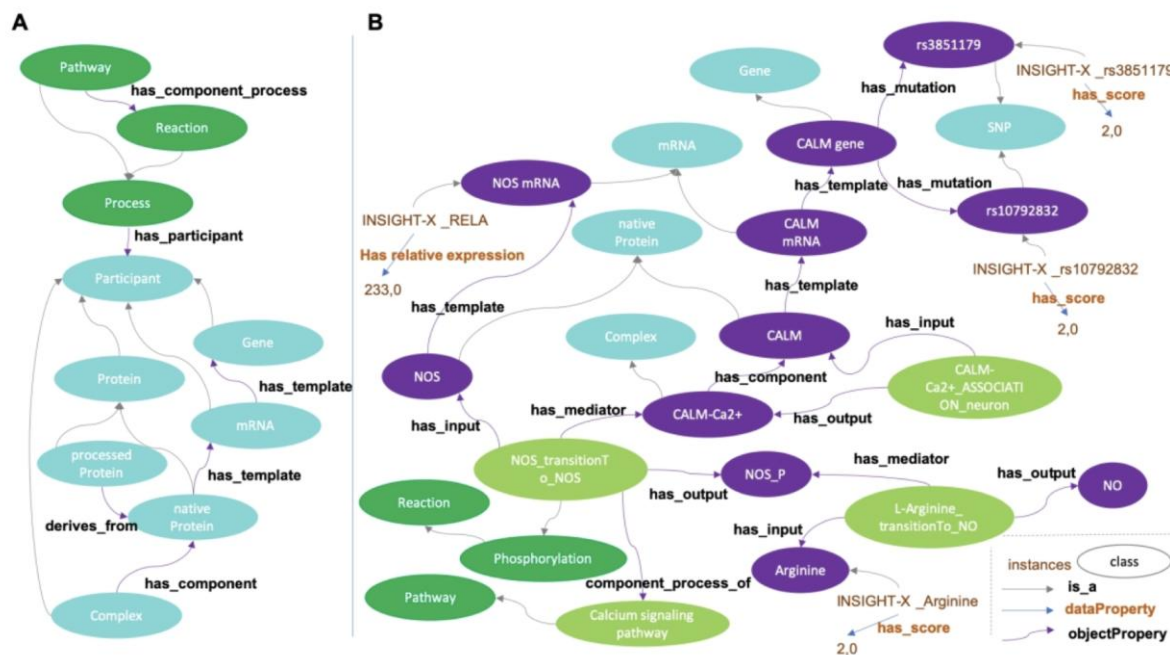 A
Pathway
has_component_process
Reaction
Process
has_participant
Participant
Gene
Protein
has_template
mRNA
processed
Protein
has_template
derives_from
native
Protein
has_component
Complex
B
rs3851179
Gene
INSIGHT-X _rs3851179
has_mutation
has_score
2,0
SNP
mRNA
CALM gene
NOS mRNA
has_template
has_mutation
INSIGHT-X _RELA
rs10792832
native
Protein
CALM
mRNA
Has relative expression
INSIGHT-X _rs10792832
233,0
has_template
has_score
has_template
2,0
Complex
CALM
has_input
NOS
has_component
CALM-
Ca2+_ASSOCIATI
ON_neuron
has_mediator
CALM-Ca2+
has_output
has_input
NOS_transitionT
o_NOS
has_mediator
NOS_P
has_output
NO
Reaction
has_output
L-Arginine_
transitionTo_NO
has_input
Phosphorylation
component_process_of
Arginine
instances
class
is_a
Pathway
Calcium signaling
pathway
INSIGHT-X _Arginine
dataProperty
has_score
2,0
objectPropery